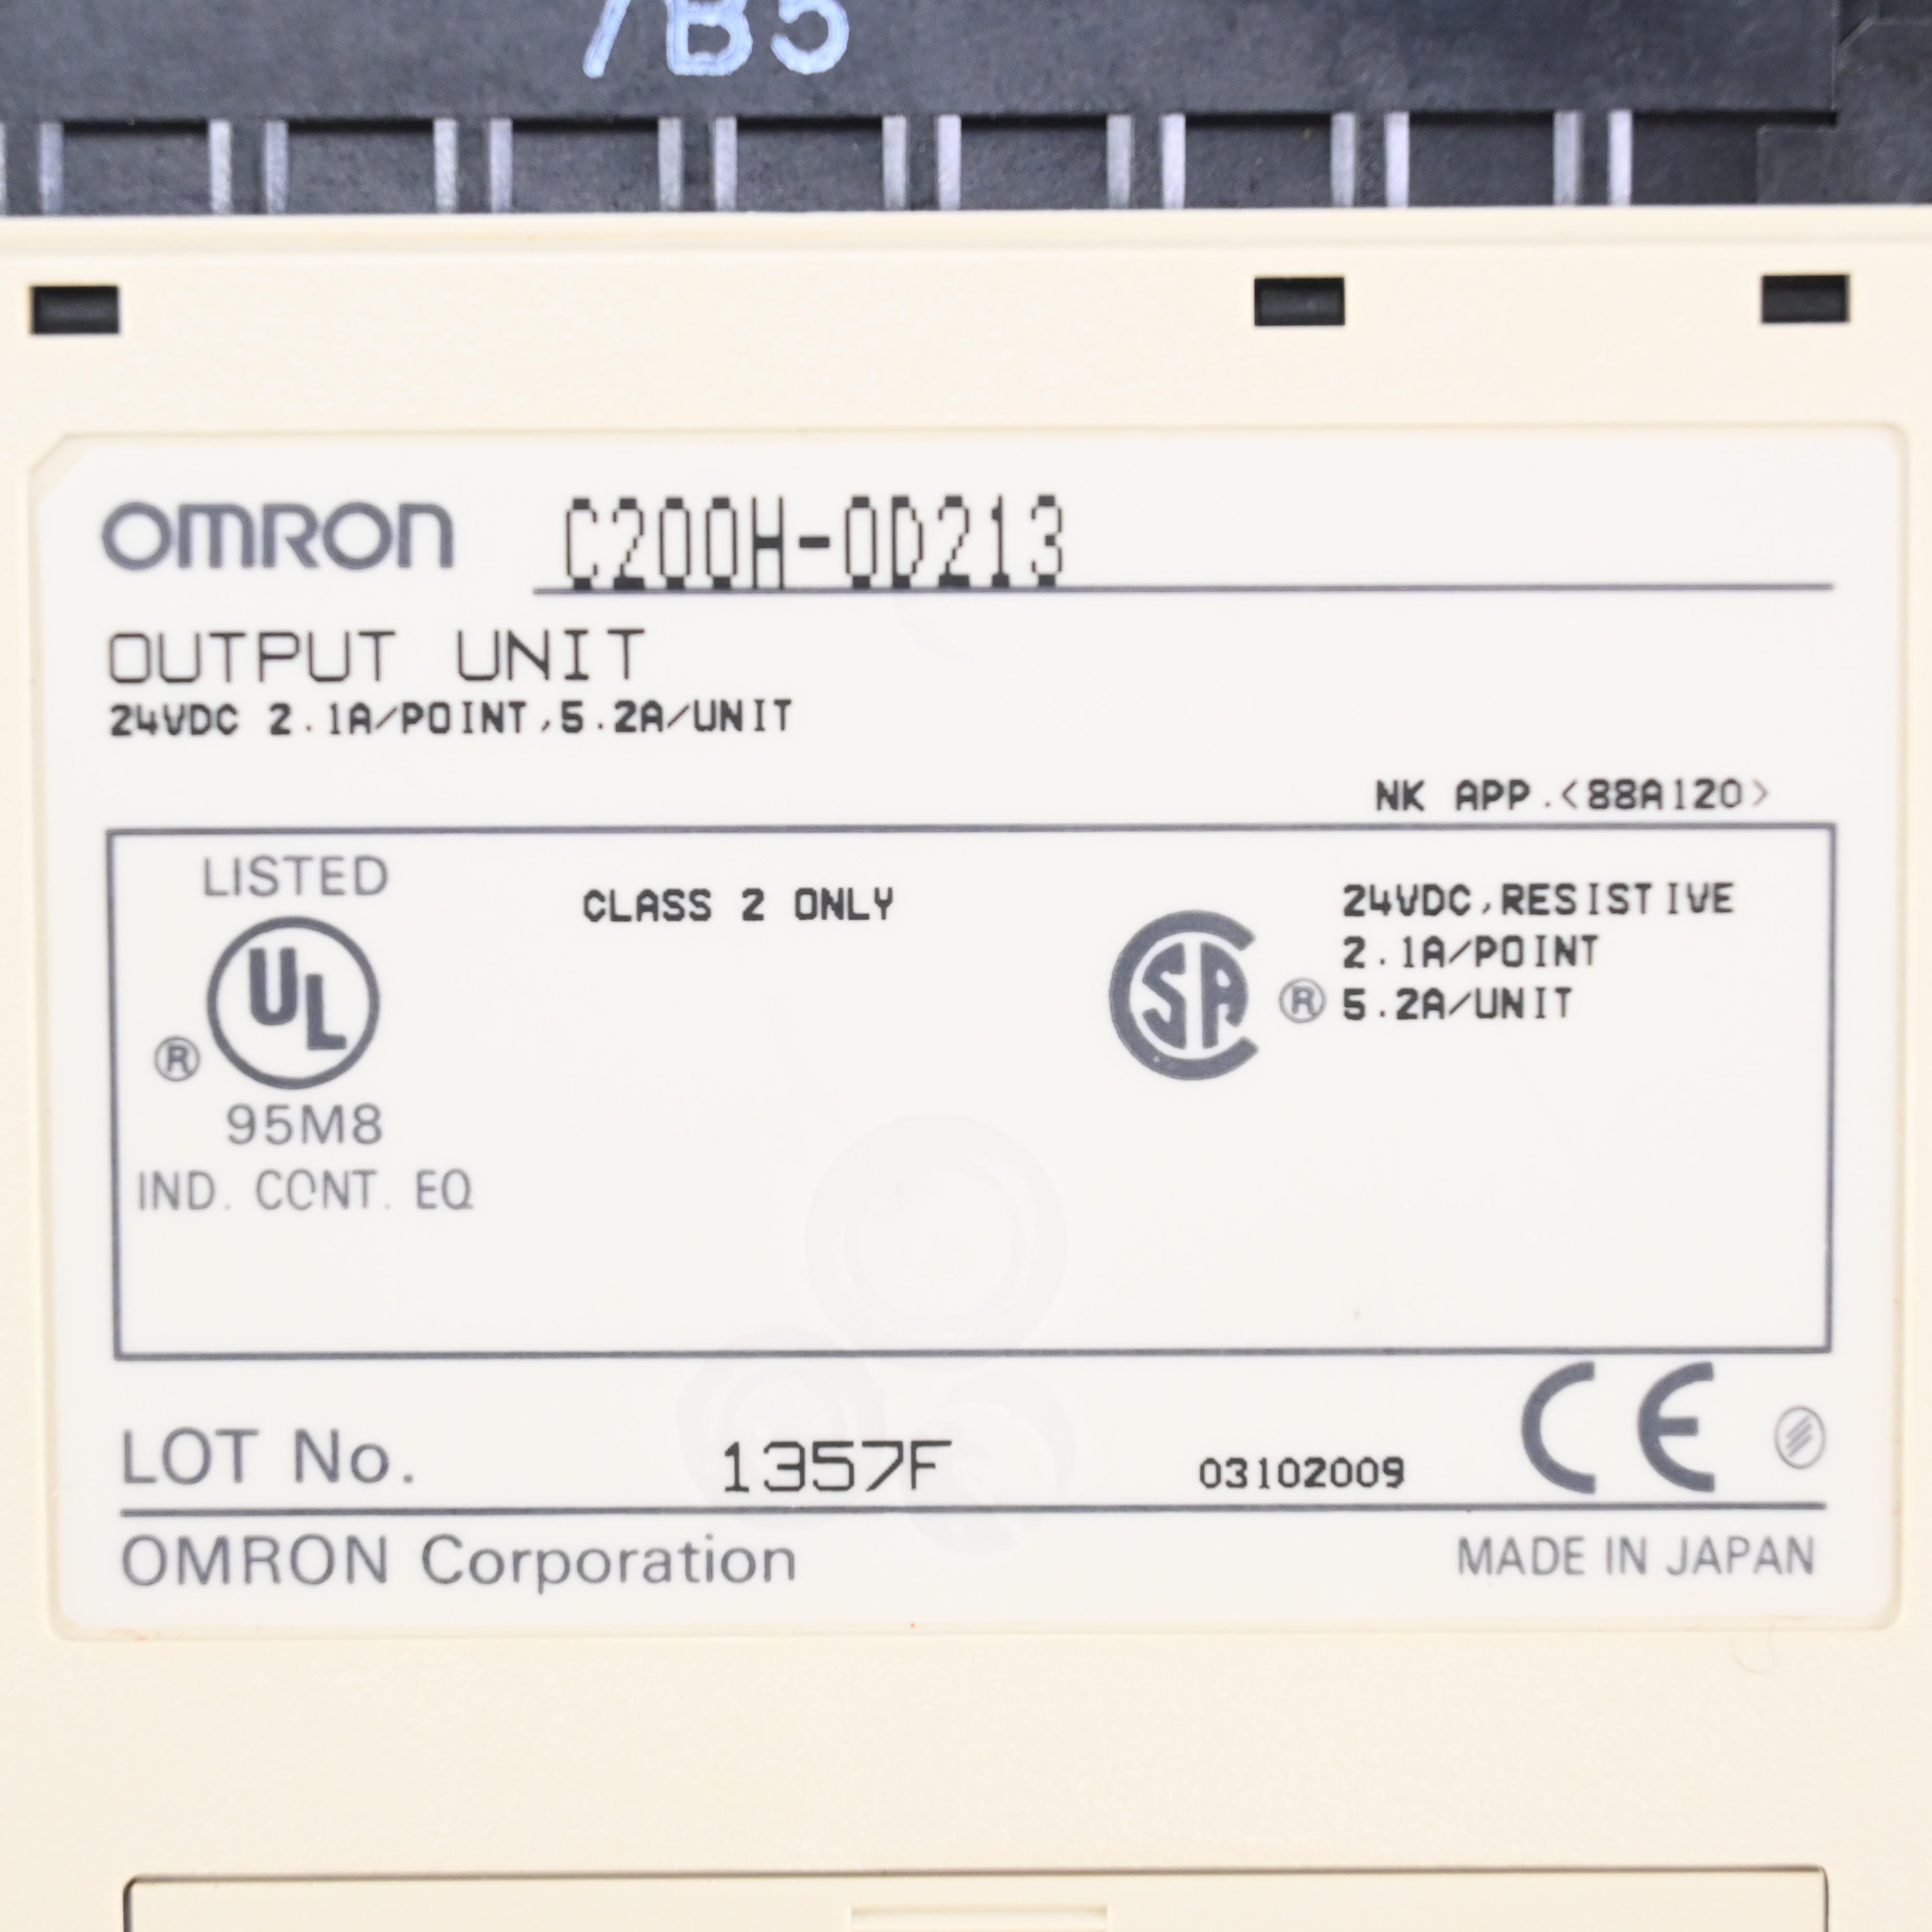 /B5
OMRON C200H-OD213
OUTPUT UNIT
24VDC 2.1A/POINT,5.2A/UNIT
NK APP.<88A120>
LISTED
CLASS 2 ONLY
24VDC,RESISTIVE
2.1A/POINT
5.2A/UNIT
UL
SA
®
®
95M8
IND. CONT. EQ
LOT No. 1357F 03102009 CE
OMRON Corporation MADE IN JAPAN